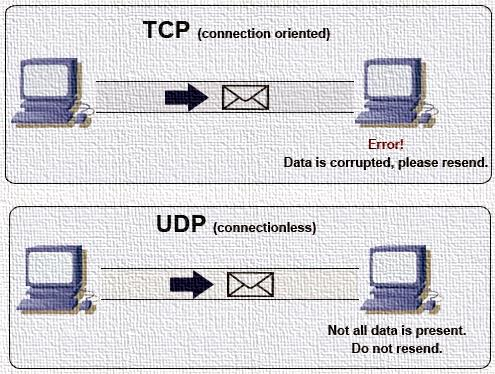 TCP (connection oriented)
Error!
Data is corrupted, please resend.
UDP (connectionless)
Not all data is present.
Do not resend.